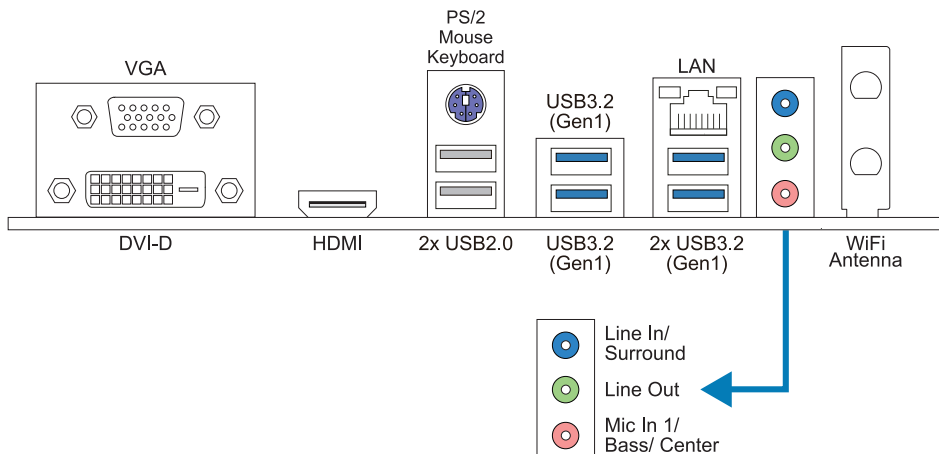 PS/2
Mouse
Keyboard
VGA
LAN
USB3.2
(Gen1)
DVI-D
HDMI
2x USB2.0
USB3.2
(Gen1)
2x USB3.2
(Gen1)
WiFi
Antenna
Line In/
Surround
Line Out
Mic In 1/
Bass/ Center